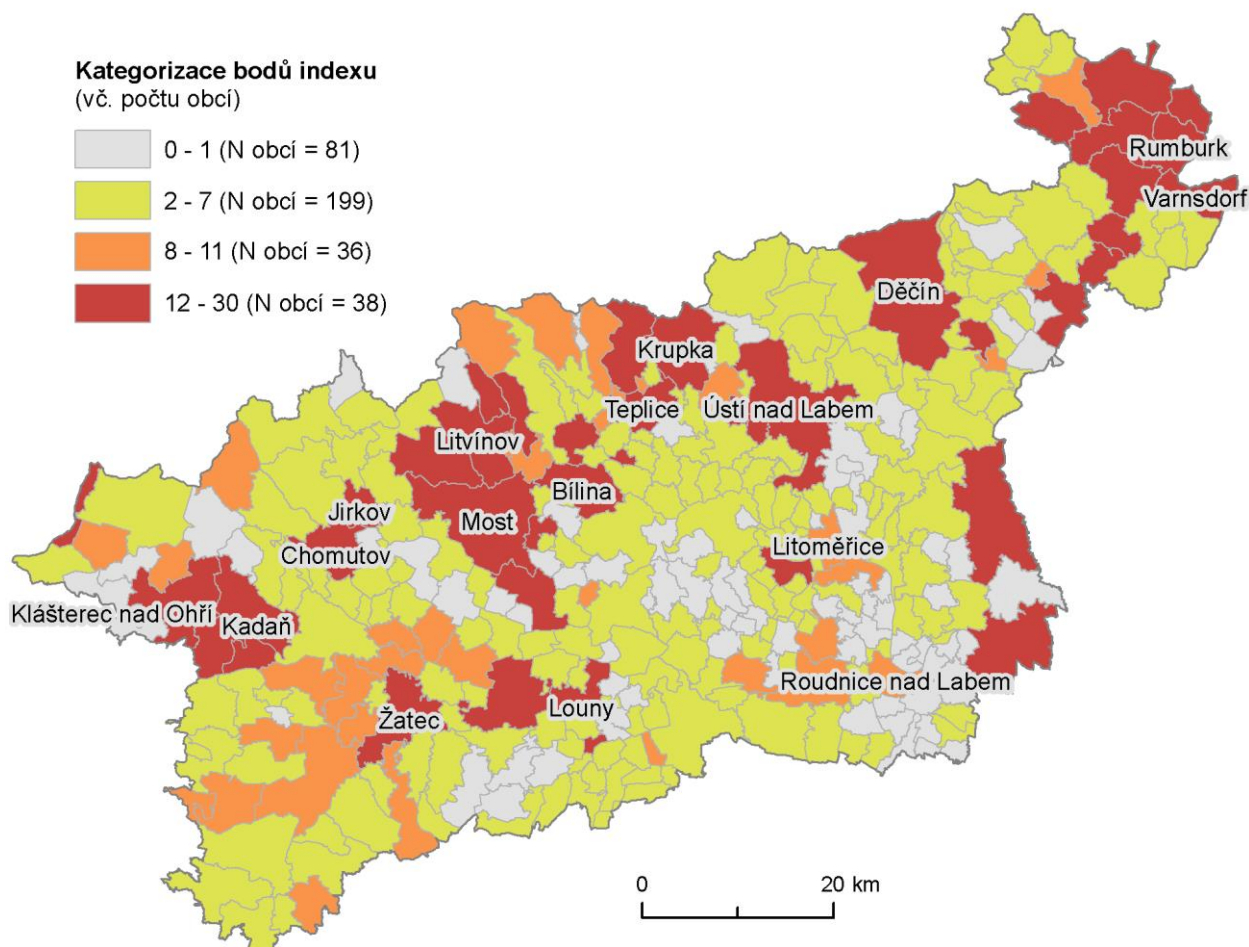 Kategorizace bodů indexu
(vč. počtu obcí)
0 - 1 (N obcí = 81)
2 - 7 (N obcí = 199)
8 - 11 (N obcí = 36)
12 - 30 (N obcí = 38)
Rumburk
Varnsdorf
Děčín
Krupka
Teplice
Ústí nad Labem
Litvínov
Bílina
Jirkov
Most
Chomutov
Litoměřice
Klášterec nad Ohří
Kadaň
Roudnice nad Labem
Žatec
Louny
0
20 km